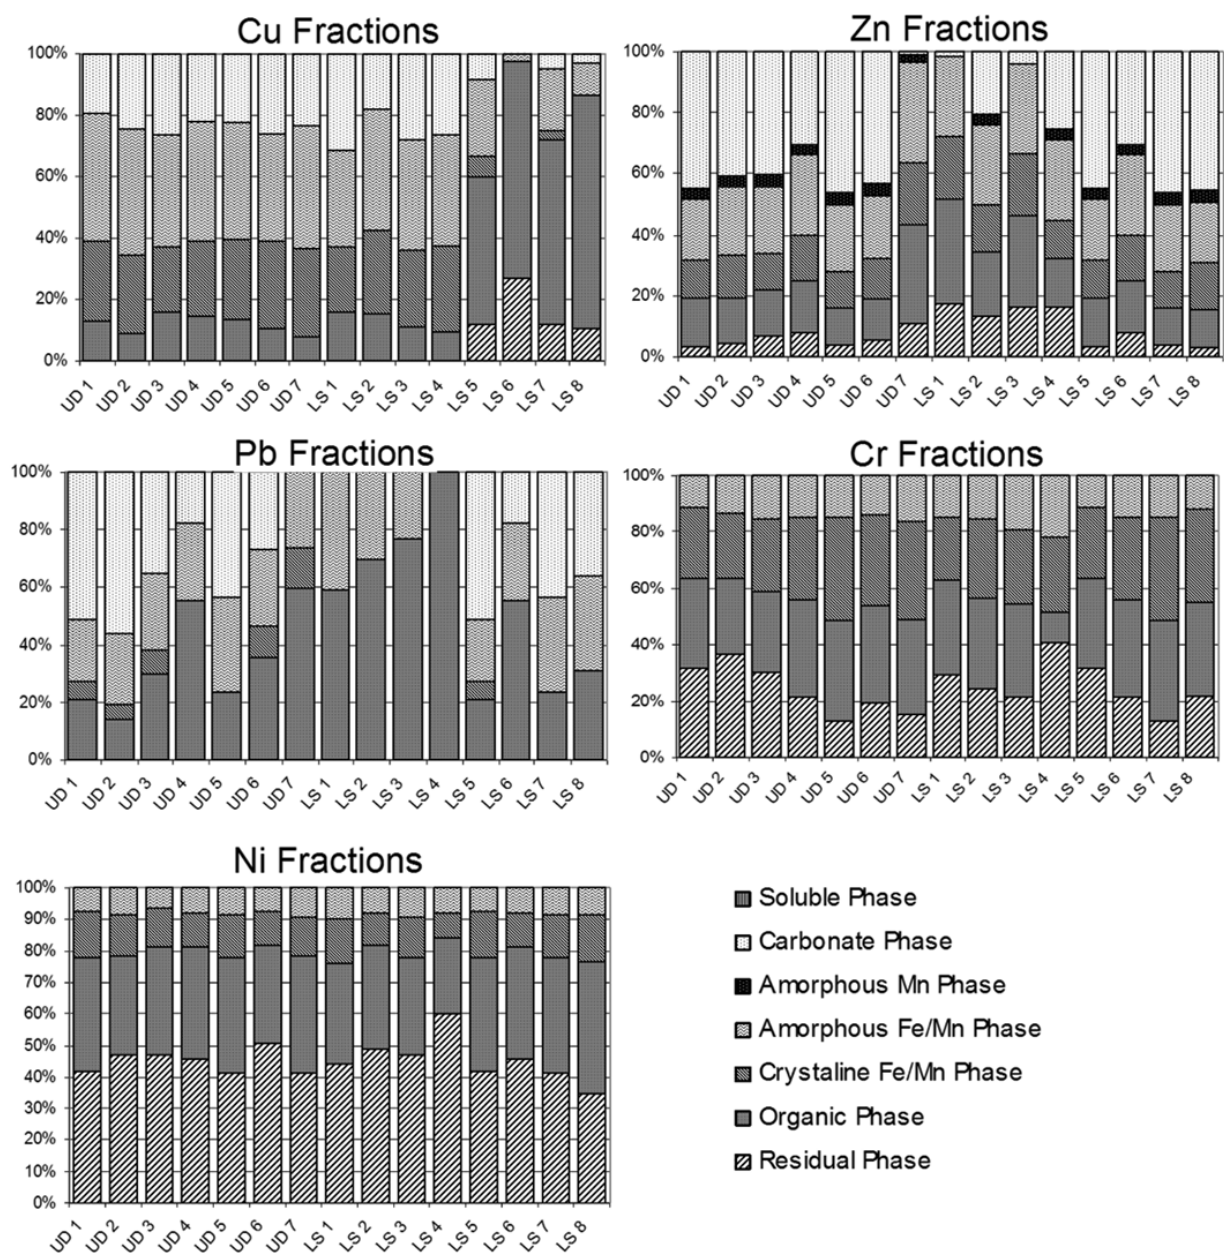 Cu Fractions
100%
80%
60%
40%
20%
0%
UD 1 UD 2 UD 3 UD 4 UD 5 UD 6 UD 7 LS 1 LS 2 LS 3 LS 4 LS 5 LS 6 LS 7 LS 8
Zn Fractions
100%
80%
60%
40%
20%
0%
UD 1 UD 2 UD 3 UD 4 UD 5 UD 6 UD 7 LS 1 LS 2 LS 3 LS 4 LS 5 LS 6 LS 7 LS 8
Pb Fractions
100%
80%
60%
40%
20%
0%
UD 1 UD 2 UD 3 UD 4 UD 5 UD 6 UD 7 LS 1 LS 2 LS 3 LS 4 LS 5 LS 6 LS 7 LS 8
Cr Fractions
100%
80%
60%
40%
20%
0%
UD 1 UD 2 UD 3 UD 4 UD 5 UD 6 UD 7 LS 1 LS 2 LS 3 LS 4 LS 5 LS 6 LS 7 LS 8
Ni Fractions
100%
90%
80%
70%
60%
50%
40%
30%
20%
10%
0%
UD 1 UD 2 UD 3 UD 4 UD 5 UD 6 UD 7 LS 1 LS 2 LS 3 LS 4 LS 5 LS 6 LS 7 LS 8
Soluble Phase
Carbonate Phase
Amorphous Mn Phase
Amorphous Fe/Mn Phase
Crystaline Fe/Mn Phase
Organic Phase
Residual Phase